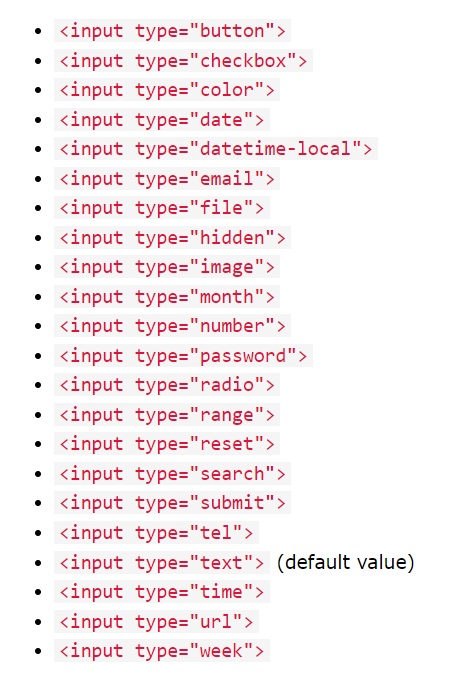 <input type="button">
<input type="checkbox">
<input type="color">
<input type="date">
<input type="datetime-local">
<input type="email">
<input type="file">
<input type="hidden">
<input type="image">
<input type="month">
<input type="number">
<input type="password">
<input type="radio">
<input type="range">
<input type="reset">
<input type="search">
<input type="submit">
<input type="tel">
<input type="text"> (default value)
<input type="time">
<input type="url">
<input type="week">